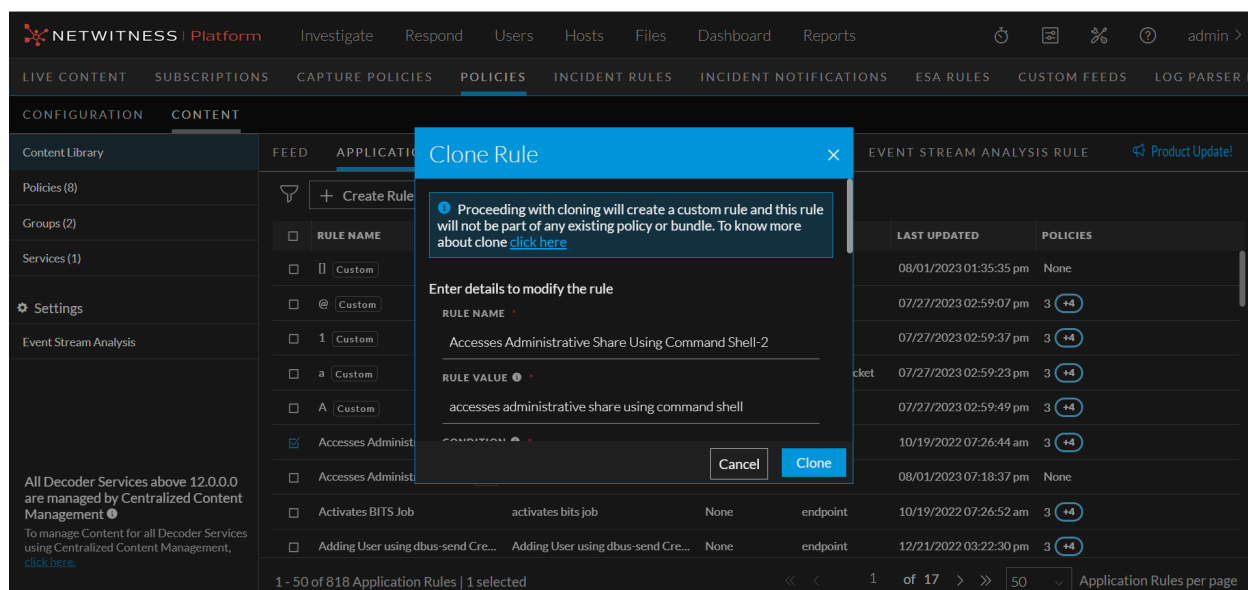 NETWITNESS | Platform Investigate Respond Users Hosts Files Dashboard Reports admin >
LIVE CONTENT SUBSCRIPTIONS CAPTURE POLICIES POLICIES INCIDENT RULES INCIDENT NOTIFICATIONS ESA RULES CUSTOM FEEDS LOG PARSER
CONFIGURATION CONTENT
Content Library
Policies (8)
Groups (2)
Services (1)
Settings
Event Stream Analysis
All Decoder Services above 12.0.0.0
are managed by Centralized Content
Management
To manage Content for all Decoder Services
using Centralized Content Management,
click here.
FEED APPLICATIO EVENT STREAM ANALYSIS RULE Product Update!
+ Create Rule
RULE NAME LAST UPDATED POLICIES
[] Custom 08/01/2023 01:35:35 pm None
@ Custom 07/27/2023 02:59:07 pm 3 +4
1 Custom 07/27/2023 02:59:37 pm 3 +4
a Custom cket 07/27/2023 02:59:23 pm 3 +4
A Custom 07/27/2023 02:59:49 pm 3 +4
Accesses Administ 10/19/2022 07:26:44 am 3 +4
Accesses Administ 08/01/2023 07:18:37 pm None
Activates BITS Job activates bits job None endpoint 10/19/2022 07:26:52 am 3 +4
Adding User using dbus-send Cre... Adding User using dbus-send Cre... None endpoint 12/21/2022 03:22:30 pm 3 +4
1 - 50 of 818 Application Rules | 1 selected << < 1 of 17 > >> 50 Application Rules per page
Clone Rule ×
Proceeding with cloning will create a custom rule and this rule
will not be part of any existing policy or bundle. To know more
about clone click here
Enter details to modify the rule
RULE NAME *
Accesses Administrative Share Using Command Shell-2
RULE VALUE *
accesses administrative share using command shell
CONDITION *
Cancel Clone